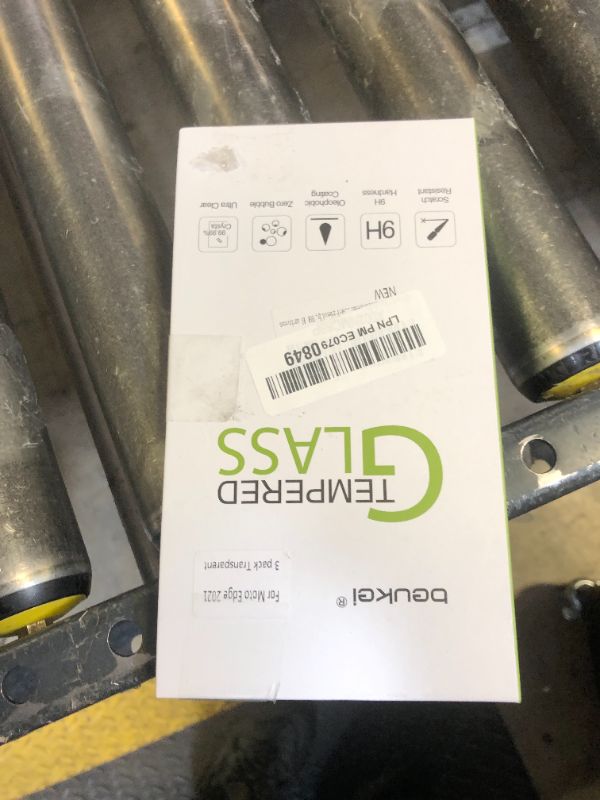 beukei®
For Moto Edge 2021
3 pack Transparent
TEMPERED
GLASS
LPN PM EC0790849
NEW
Scratch
Resistant
9H
9H
Hardness
Oleophobic
Coating
Zero Bubble
99.99%
Ultra Clear